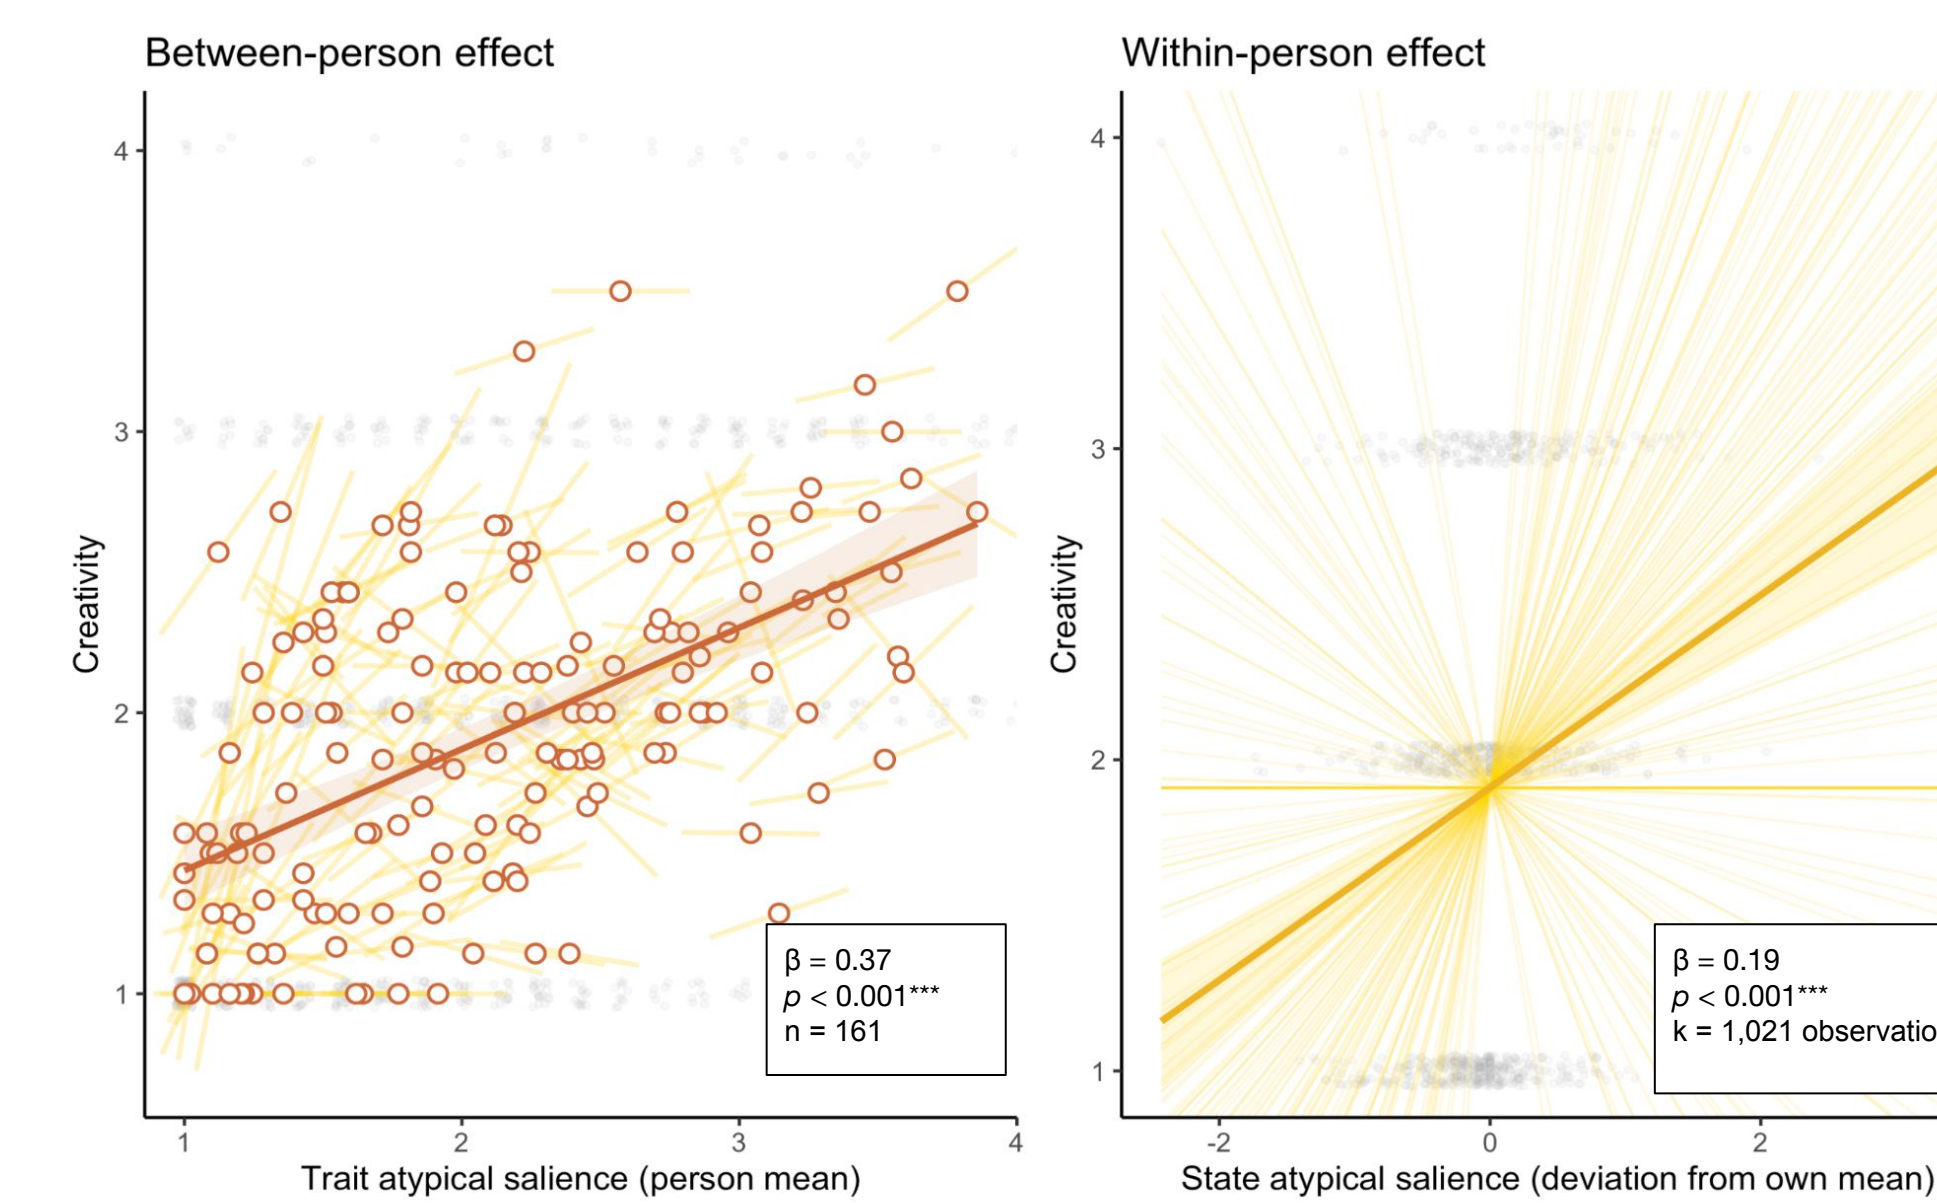 Between-person effect
4
3
2
1
Creativity
β = 0.37
p < 0.001***
n = 161
1
2
3
4
Trait atypical salience (person mean)
Within-person effect
4
3
2
1
Creativity
β = 0.19
p < 0.001***
k = 1,021 observatio
-2
0
2
State atypical salience (deviation from own mean)